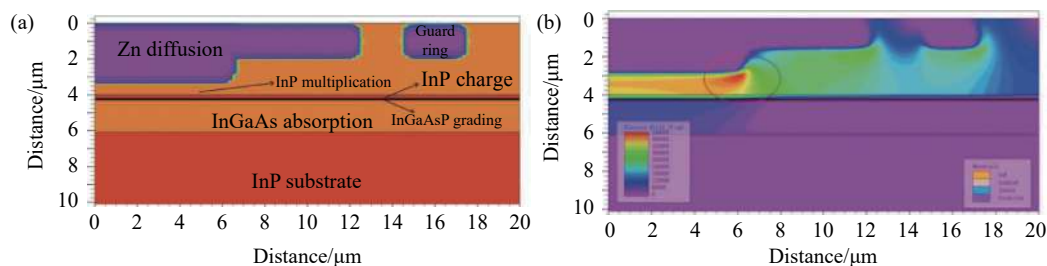 (a)
0
2
4
6
8
10
Distance/μm
Zn diffusion
Guard
ring
InP multiplication
InP charge
InGaAs absorption
InGaAsP grading
InP substrate
0 2 4 6 8 10 12 14 16 18 20
Distance/μm
(b)
0
2
4
6
8
10
Distance/μm
0 2 4 6 8 10 12 14 16 18 20
Distance/μm